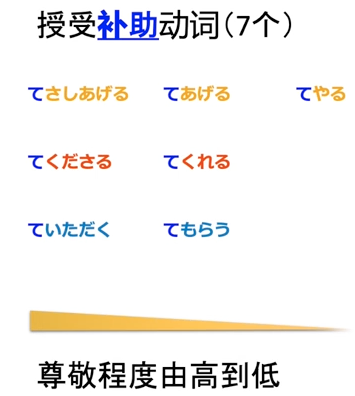 授受补助动词（7个）
てさしあげる てあげる てやる
てくださる てくれる
ていただく てもらう
尊敬程度由高到低